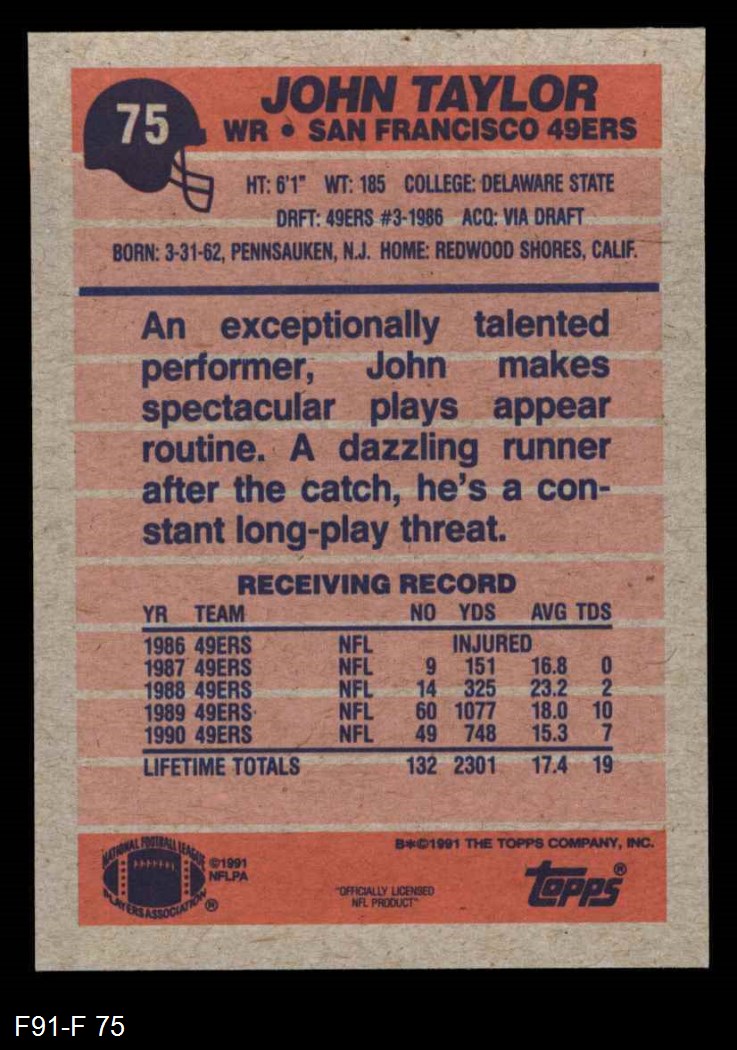 75
JOHN TAYLOR
WR • SAN FRANCISCO 49ERS
HT: 6'1" WT: 185 COLLEGE: DELAWARE STATE
DRFT: 49ERS #3-1986 ACQ: VIA DRAFT
BORN: 3-31-62, PENNSAUKEN, N.J. HOME: REDWOOD SHORES, CALIF.
An exceptionally talented
performer, John makes
spectacular plays appear
routine. A dazzling runner
after the catch, he's a con-
stant long-play threat.
RECEIVING RECORD
YR TEAM NO YDS AVG TDS
1986 49ERS NFL INJURED
1987 49ERS NFL 9 151 16.8 0
1988 49ERS NFL 14 325 23.2 2
1989 49ERS NFL 60 1077 18.0 10
1990 49ERS NFL 49 748 15.3 7
LIFETIME TOTALS 132 2301 17.4 19
B*©1991 THE TOPPS COMPANY, INC.
NATIONAL FOOTBALL LEAGUE
PLAYERS ASSOCIATION ®
©1991
NFLPA
"OFFICIALLY LICENSED
NFL PRODUCT"
topps®
F91-F 75